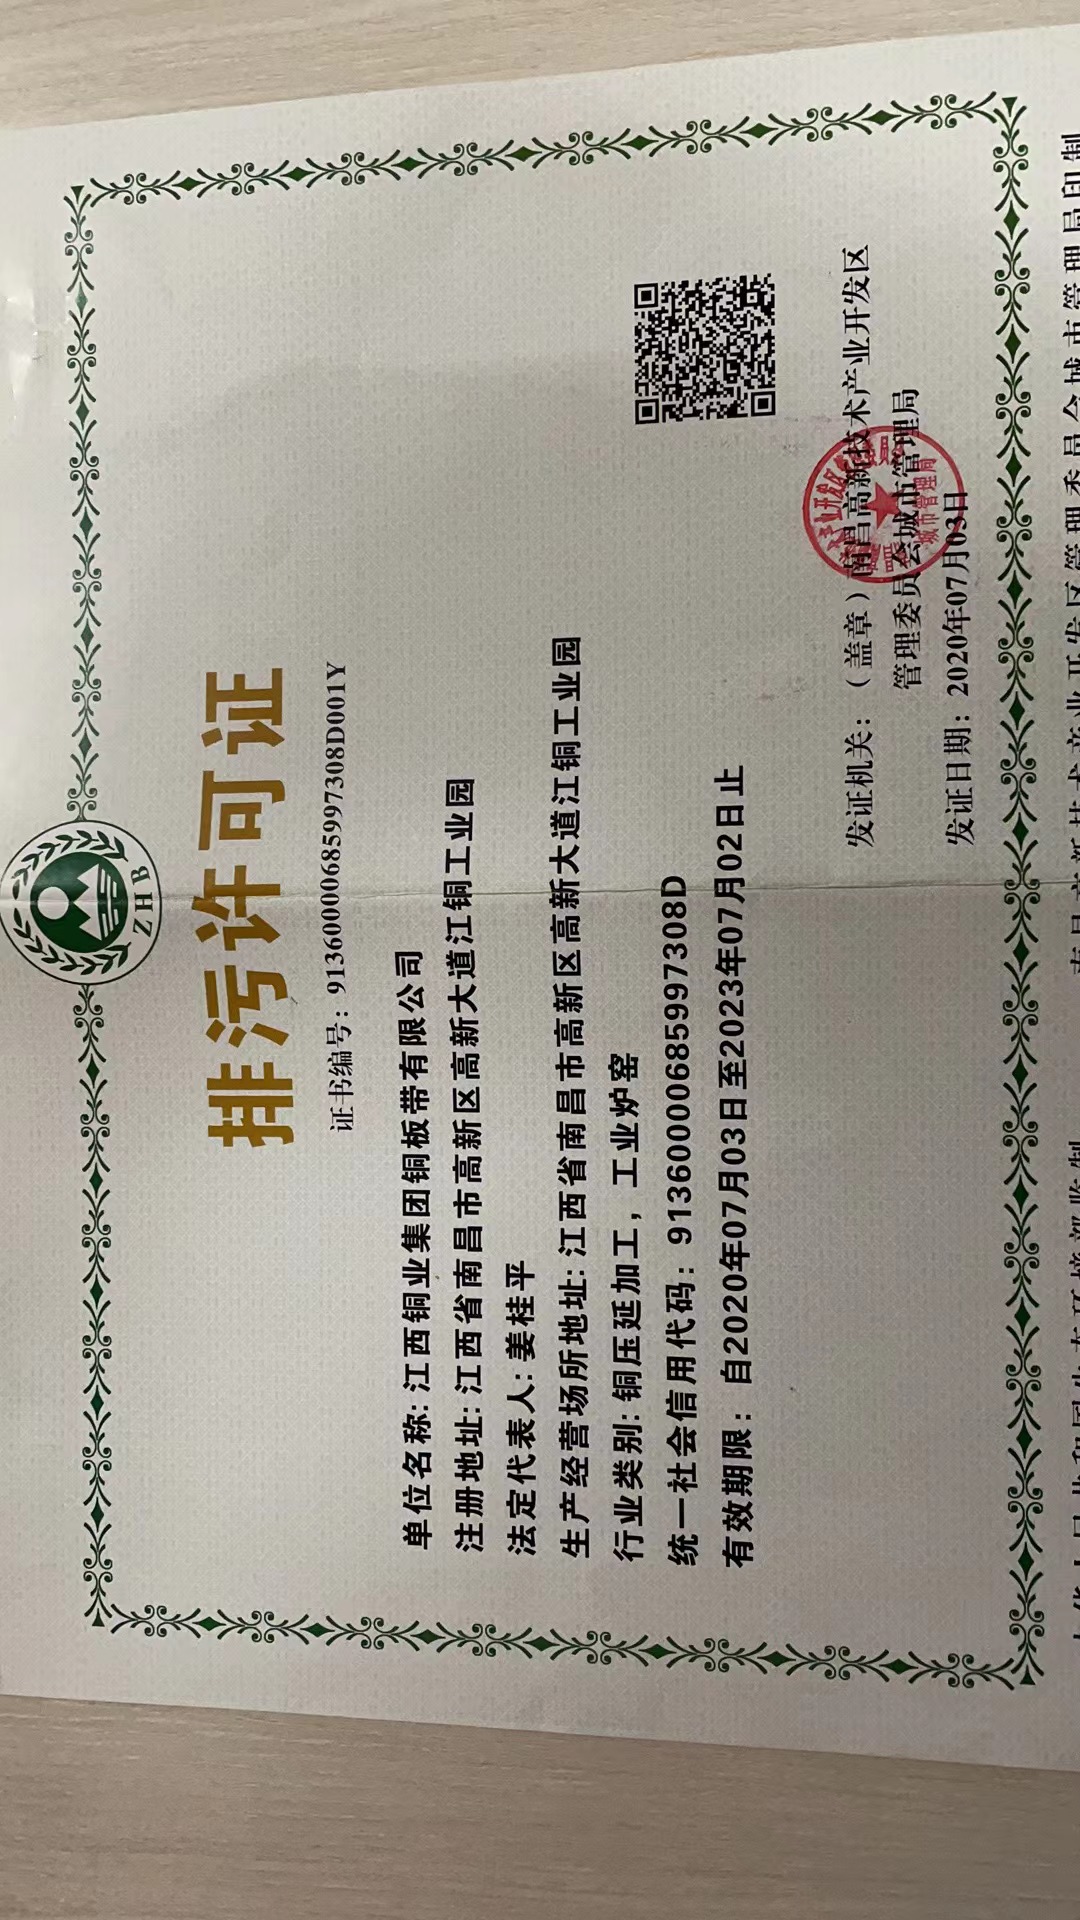 ZHB
排污许可证
证书编号：91360000685997308D001Y
单位名称：江西铜业集团铜板带有限公司
注册地址：江西省南昌市高新区高新大道江铜工业园
法定代表人：姜桂平
生产经营场所地址：江西省南昌市高新区高新大道江铜工业园
行业类别：铜压延加工，工业炉窑
统一社会信用代码：91360000685997308D
有效期限：自2020年07月03日至2023年07月02日止
发证机关：（盖章）南昌高新技术产业开发区
管理委员会城市管理局
发证日期：2020年07月03日
城市管理局